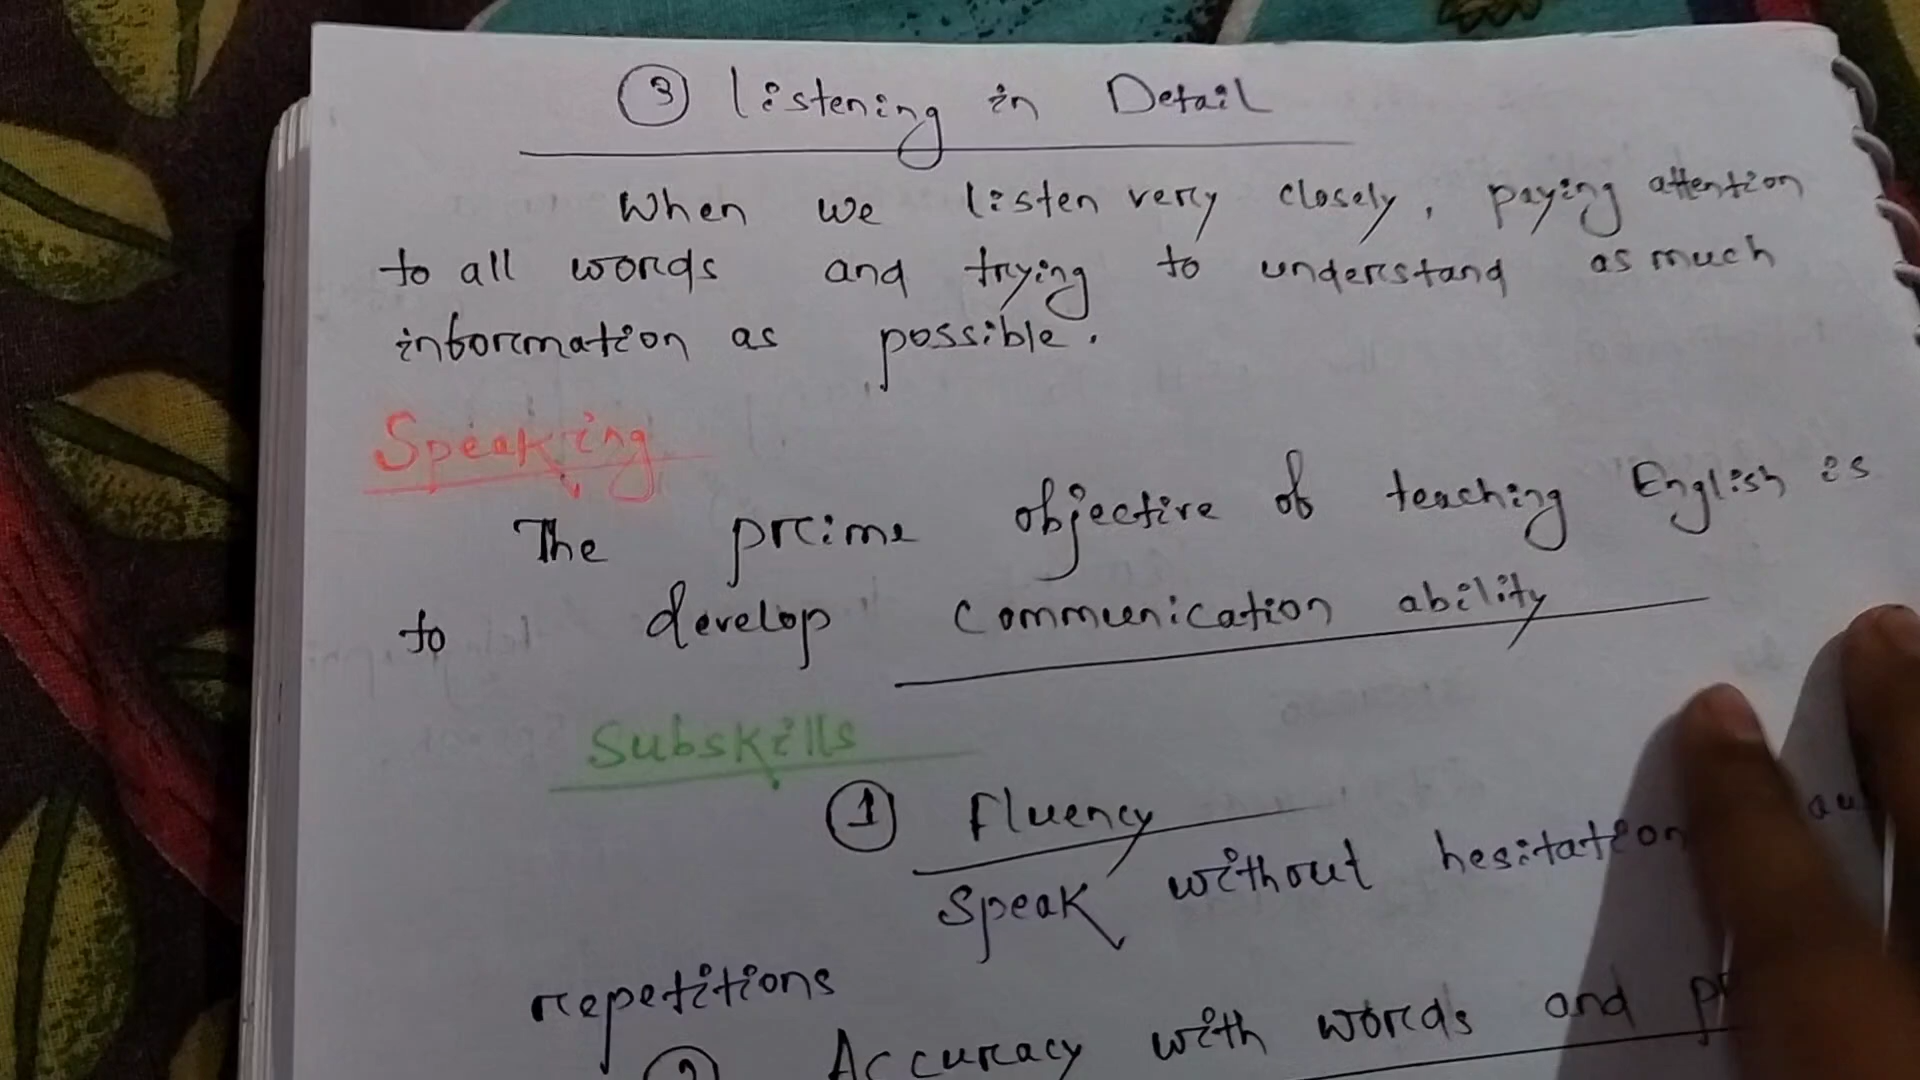 ③ Listening in Detail
When we listen very closely, paying attention
to all words and trying to understand as much
information as possible.
Speaking
The prime objective of teaching English is
to develop communication ability
Subskills
① Fluency
Speak without hesitation
repetitions
Accuracy with words and